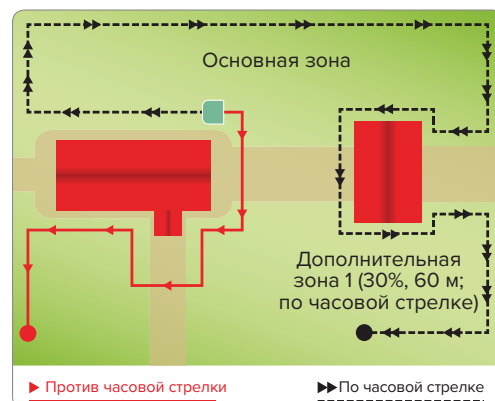 Основная зона
Дополнительная
зона 1 (30%, 60 м;
по часовой стрелке)
Против часовой стрелки
По часовой стрелке